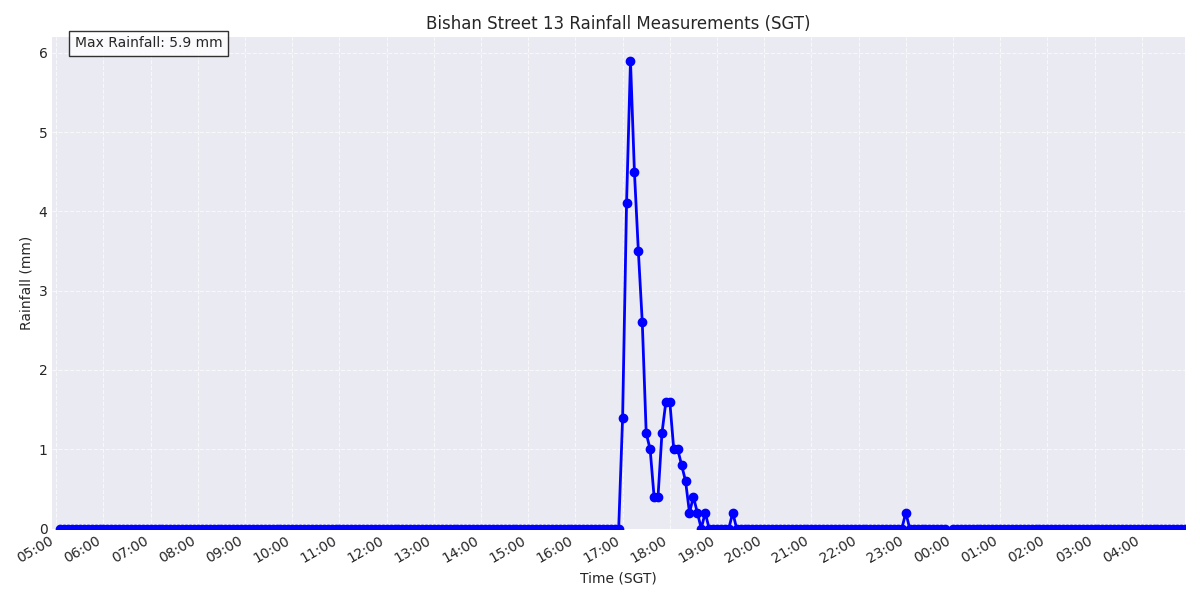 Bishan Street 13 Rainfall Measurements (SGT)
Max Rainfall: 5.9 mm
6
5
4
3
2
1
0
Rainfall (mm)
05:00 06:00 07:00 08:00 09:00 10:00 11:00 12:00 13:00 14:00 15:00 16:00 17:00 18:00 19:00 20:00 21:00 22:00 23:00 00:00 01:00 02:00 03:00 04:00
Time (SGT)